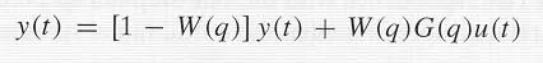 y(t) = [1 − W(q)] y(t) + W(q)G(q)u(t)